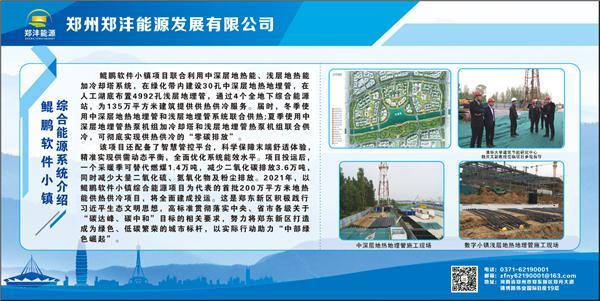 郑沣能源
郑州郑沣能源发展有限公司
鲲鹏软件小镇
综合能源系统介绍
鲲鹏软件小镇项目联合利用中深层地热能、浅层地热能
加冷却塔系统，在绿化带内建设30孔中深层地热地埋管，在
人工湖底布置4992孔浅层地埋管，通过4个全地下综合能源
站，为135万平方米建筑提供供热供冷服务。届时，冬季使
用中深层地热地埋管和浅层地埋管系统联合供热；夏季使用中
深层地埋管热泵机组加冷却塔和浅层地埋管热泵机组联合供
冷，可彻底实现供热供冷的“零碳排放”。
该项目还配备了智慧管控平台，科学保障末端舒适体验，
精准实现供需动态平衡，全面优化系统能效水平。项目投运后，
一个采暖季可替代燃煤1.4万吨，减少二氧化碳排放3.6万吨，
同时减少大量二氧化硫、氮氧化物及粉尘排放。2021年，以
鲲鹏软件小镇综合能源项目为代表的首批200万平方米地热
能供热供冷项目，将全面建成投运。这是郑东新区积极践行
习近平生态文明思想，高标准贯彻落实中央、省市各级关于
“碳达峰、碳中和”目标的相关要求，努力将郑东新区打造
成为绿色、低碳繁荣的城市标杆，以实际行动助力“中部绿
色崛起”。
清华大学建筑节能研究中心
魏庆芃副教授莅临项目参观指导
中深层地热地埋管施工现场
数字小镇浅层地热地埋管施工现场
电话：0371-62190001
邮箱：zfny62190001@163.com
地址：河南省郑州市郑东新区郑开大道